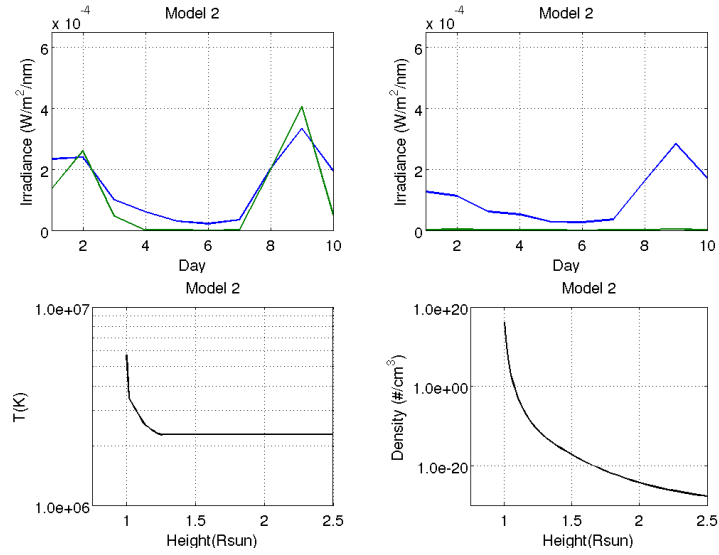 Model 2
x 10^-4
Irradiance (W/m^2/nm)
6
4
2
0
2 4 6 8 10
Day
Model 2
x 10^-4
Irradiance (W/m^2/nm)
6
4
2
0
2 4 6 8 10
Day
Model 2
1.0e+07
T(K)
1.0e+06
1 1.5 2 2.5
Height(Rsun)
Model 2
1.0e+20
1.0e+00
1.0e-20
Density (#/cm^3)
1 1.5 2 2.5
Height(Rsun)